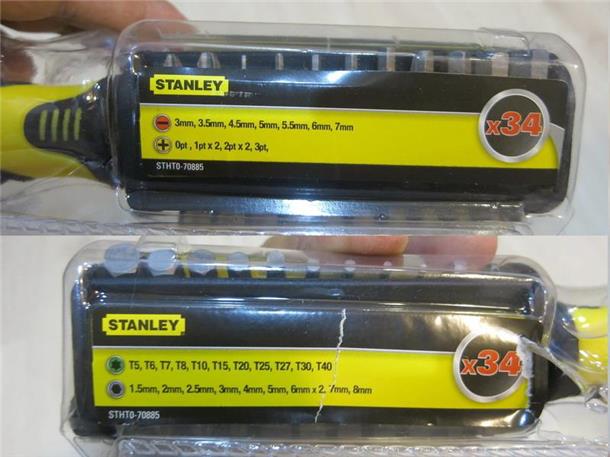 STANLEY
3mm, 3.5mm, 4.5mm, 5mm, 5.5mm, 6mm, 7mm
0pt , 1pt x 2, 2pt x 2, 3pt,
x34
STHT0-70885
STANLEY
T5, T6, T7, T8, T10, T15, T20, T25, T27, T30, T40
1.5mm, 2mm, 2.5mm, 3mm, 4mm, 5mm, 6mm x 2, 7mm, 8mm
x34
STHT0-70885